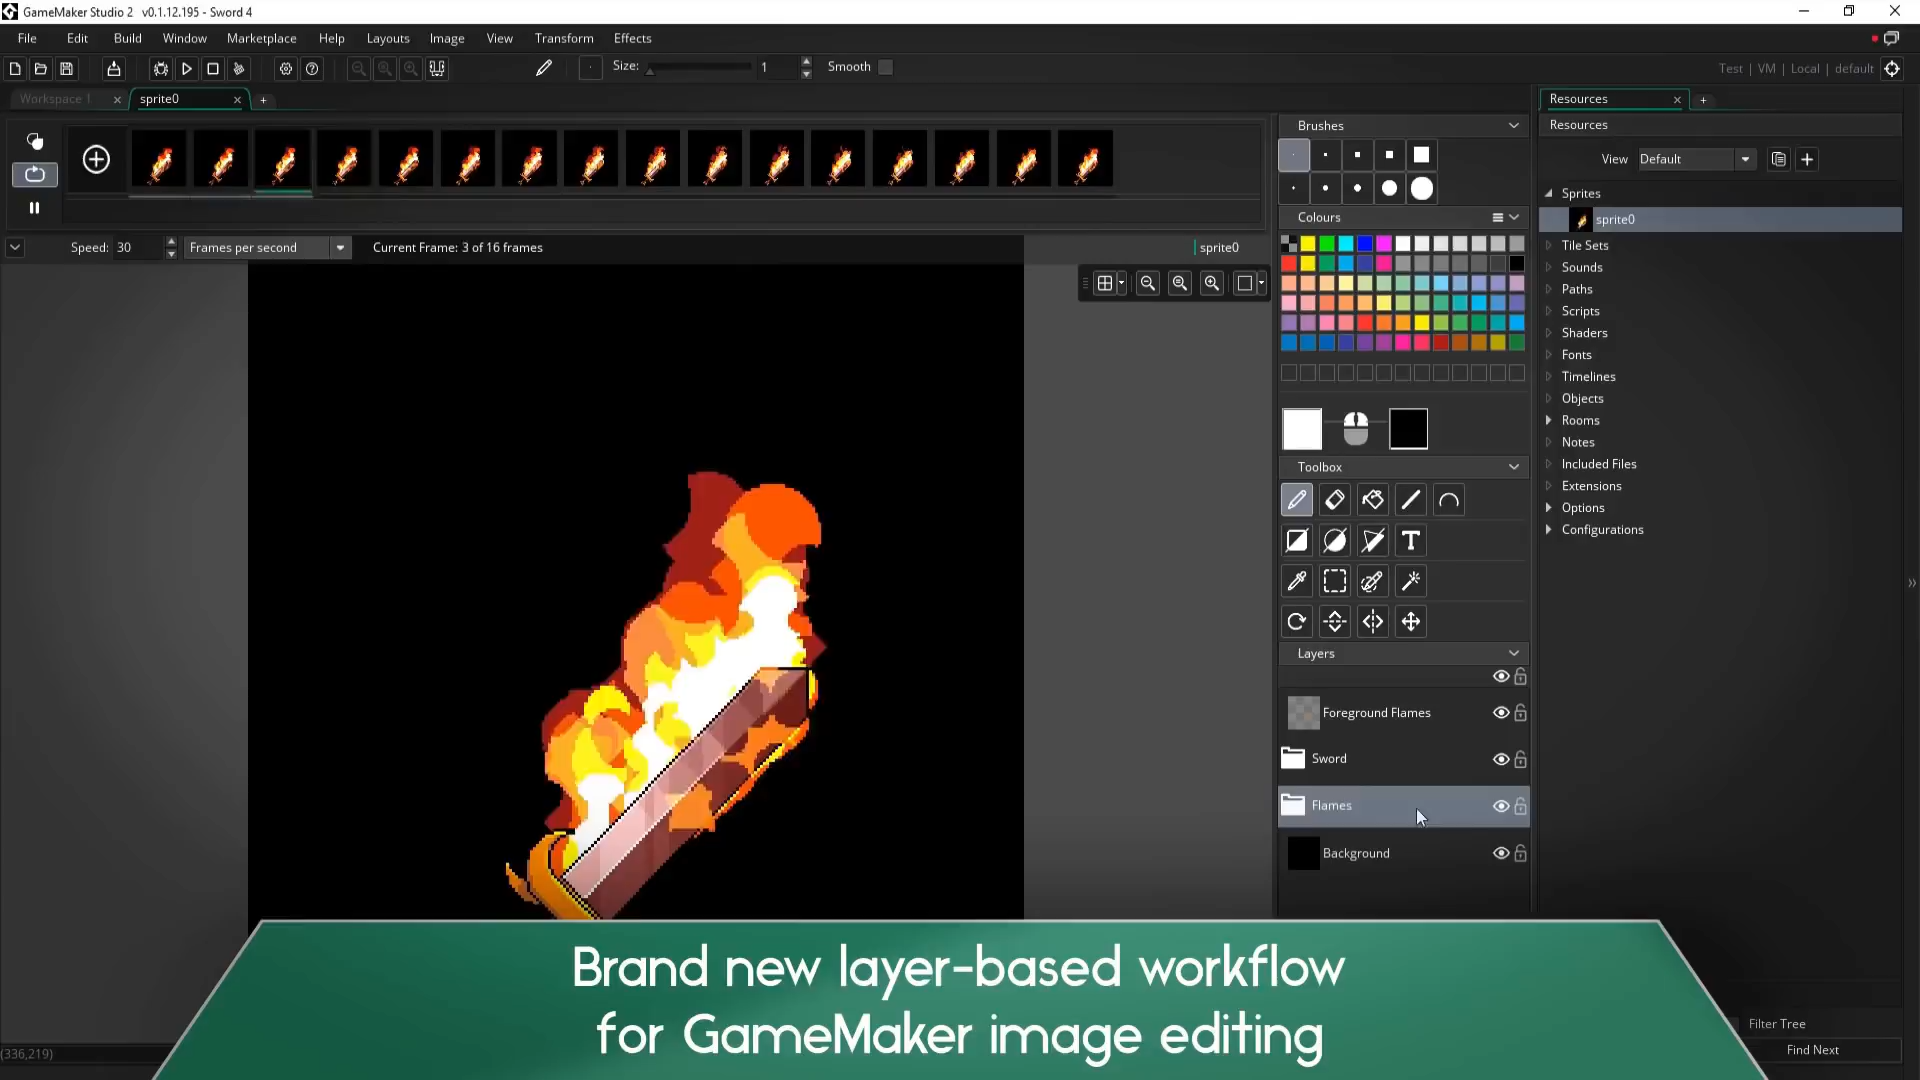 GameMaker Studio 2 v0.1.12.195 - Sword 4
File Edit Build Window Marketplace Help Layouts Image View Transform Effects
Size: 1 Smooth
Test | VM | Local | default
Workspace 1 sprite0
Resources
Resources
View Default
Sprites
sprite0
Tile Sets
Sounds
Paths
Scripts
Shaders
Fonts
Timelines
Objects
Rooms
Notes
Included Files
Extensions
Options
Configurations
Speed: 30 Frames per second Current Frame: 3 of 16 frames sprite0
Brushes
Colours
Toolbox
T
Layers
Foreground Flames
Sword
Flames
Background
Brand new layer-based workflow
for GameMaker image editing
(336,219)
Filter Tree
Find Next